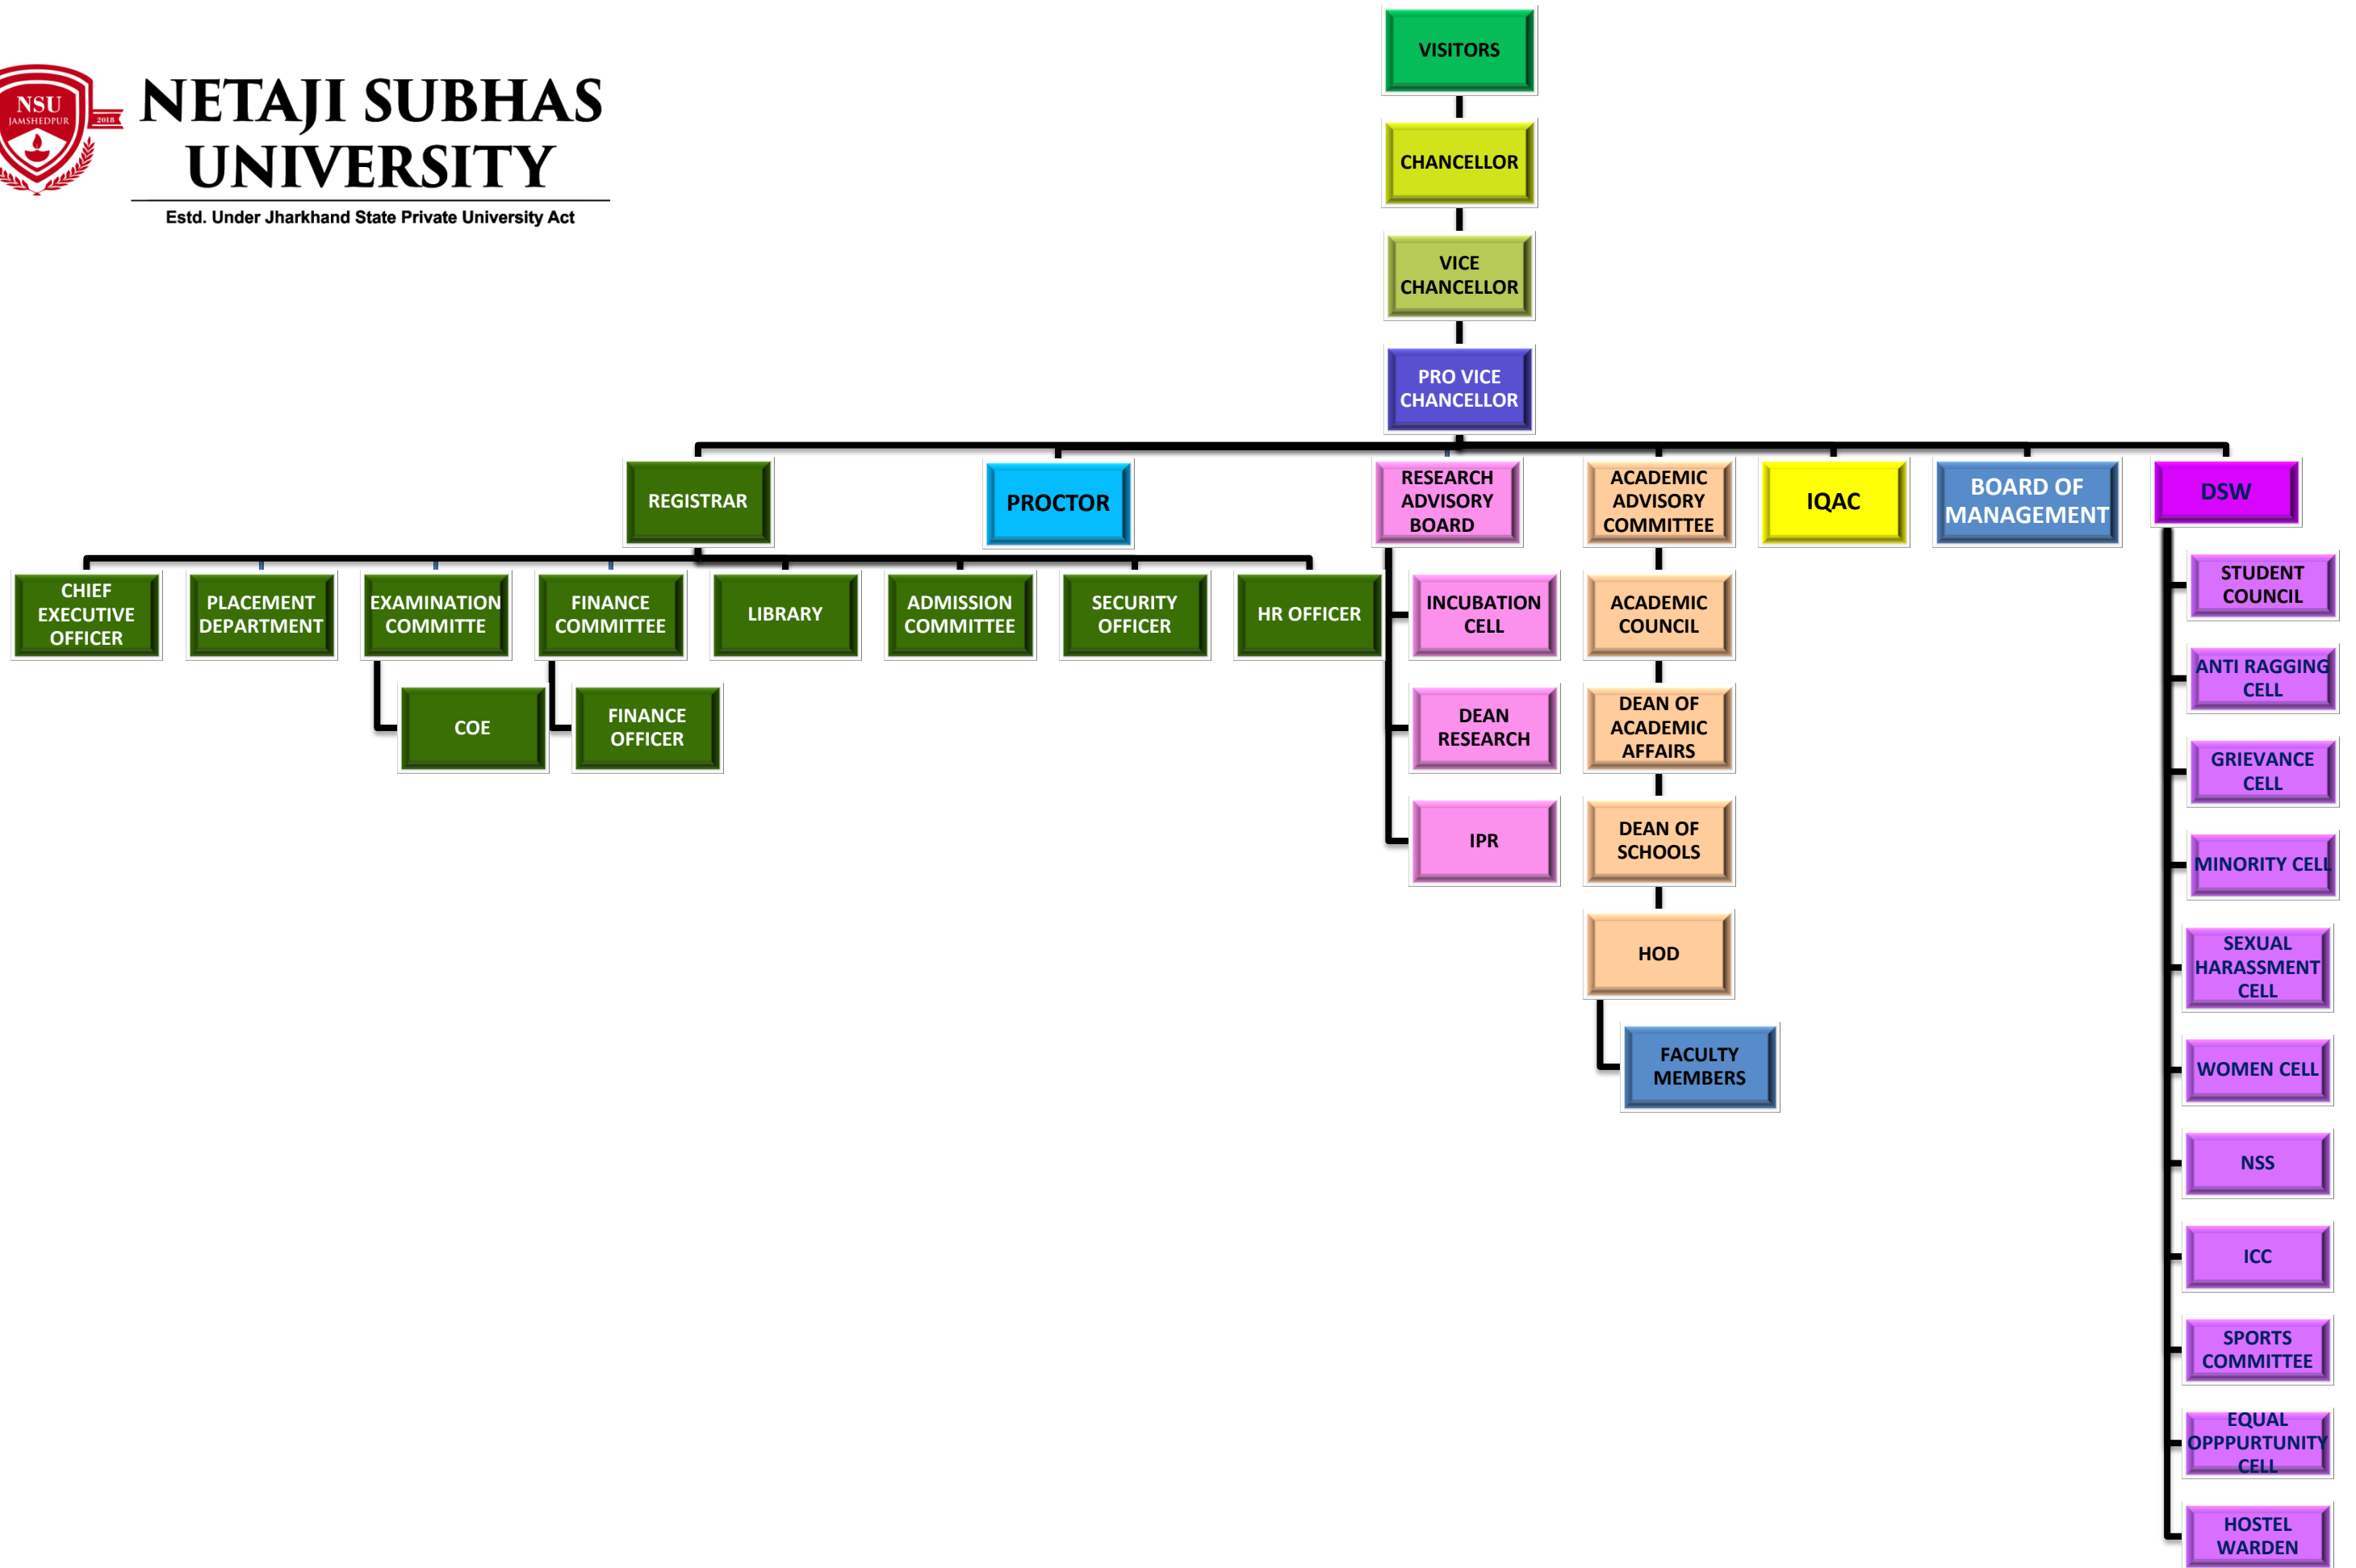 NSU
JAMSHEDPUR
2018
NETAJI SUBHAS
UNIVERSITY
Estd. Under Jharkhand State Private University Act
VISITORS
CHANCELLOR
VICE
CHANCELLOR
PRO VICE
CHANCELLOR
REGISTRAR
PROCTOR
RESEARCH
ADVISORY
BOARD
ACADEMIC
ADVISORY
COMMITTEE
IQAC
BOARD OF
MANAGEMENT
DSW
CHIEF
EXECUTIVE
OFFICER
PLACEMENT
DEPARTMENT
EXAMINATION
COMMITTE
FINANCE
COMMITTEE
LIBRARY
ADMISSION
COMMITTEE
SECURITY
OFFICER
HR OFFICER
COE
FINANCE
OFFICER
INCUBATION
CELL
DEAN
RESEARCH
IPR
ACADEMIC
COUNCIL
DEAN OF
ACADEMIC
AFFAIRS
DEAN OF
SCHOOLS
HOD
FACULTY
MEMBERS
STUDENT
COUNCIL
ANTI RAGGING
CELL
GRIEVANCE
CELL
MINORITY CELL
SEXUAL
HARASSMENT
CELL
WOMEN CELL
NSS
ICC
SPORTS
COMMITTEE
EQUAL
OPPPURTUNITY
CELL
HOSTEL
WARDEN